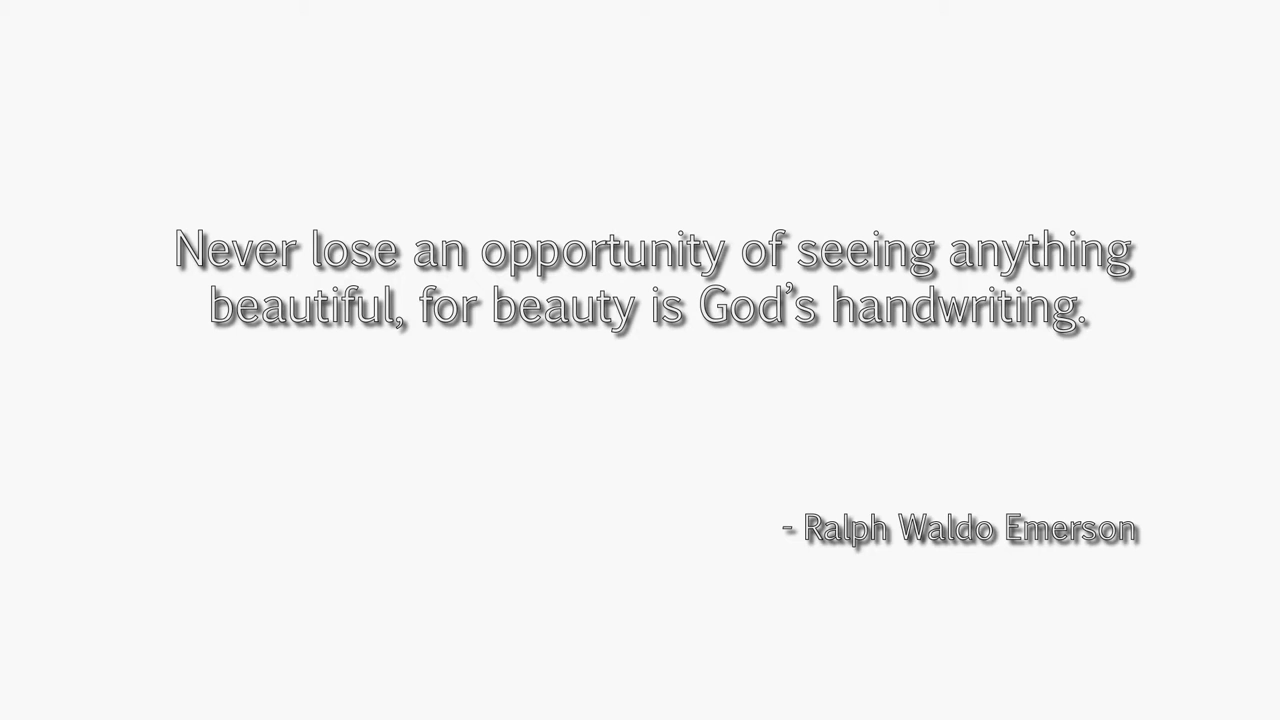 Never lose an opportunity of seeing anything
beautiful, for beauty is God’s handwriting.
- Ralph Waldo Emerson